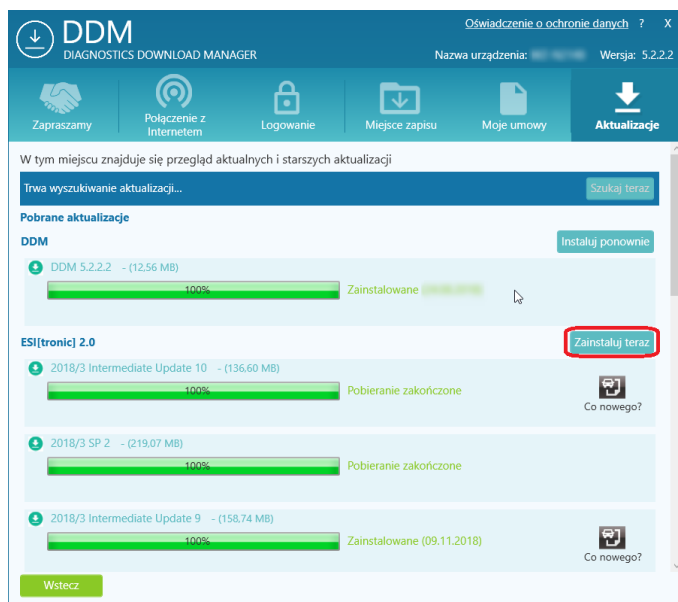 Oświadczenie o ochronie danych ? X
DDM
DIAGNOSTICS DOWNLOAD MANAGER
Nazwa urządzenia: Wersja: 5.2.2.2
Zapraszamy
Połączenie z
Internetem
Logowanie
Miejsce zapisu
Moje umowy
Aktualizacje
W tym miejscu znajduje się przegląd aktualnych i starszych aktualizacji
Trwa wyszukiwanie aktualizacji... Szukaj teraz
Pobrane aktualizacje
DDM Instaluj ponownie
DDM 5.2.2.2 - (12,56 MB)
100% Zainstalowane
ESI[tronic] 2.0 Zainstaluj teraz
2018/3 Intermediate Update 10 - (136,60 MB)
100% Pobieranie zakończone
Co nowego?
2018/3 SP 2 - (219,07 MB)
100% Pobieranie zakończone
2018/3 Intermediate Update 9 - (158,74 MB)
100% Zainstalowane (09.11.2018)
Co nowego?
Wstecz